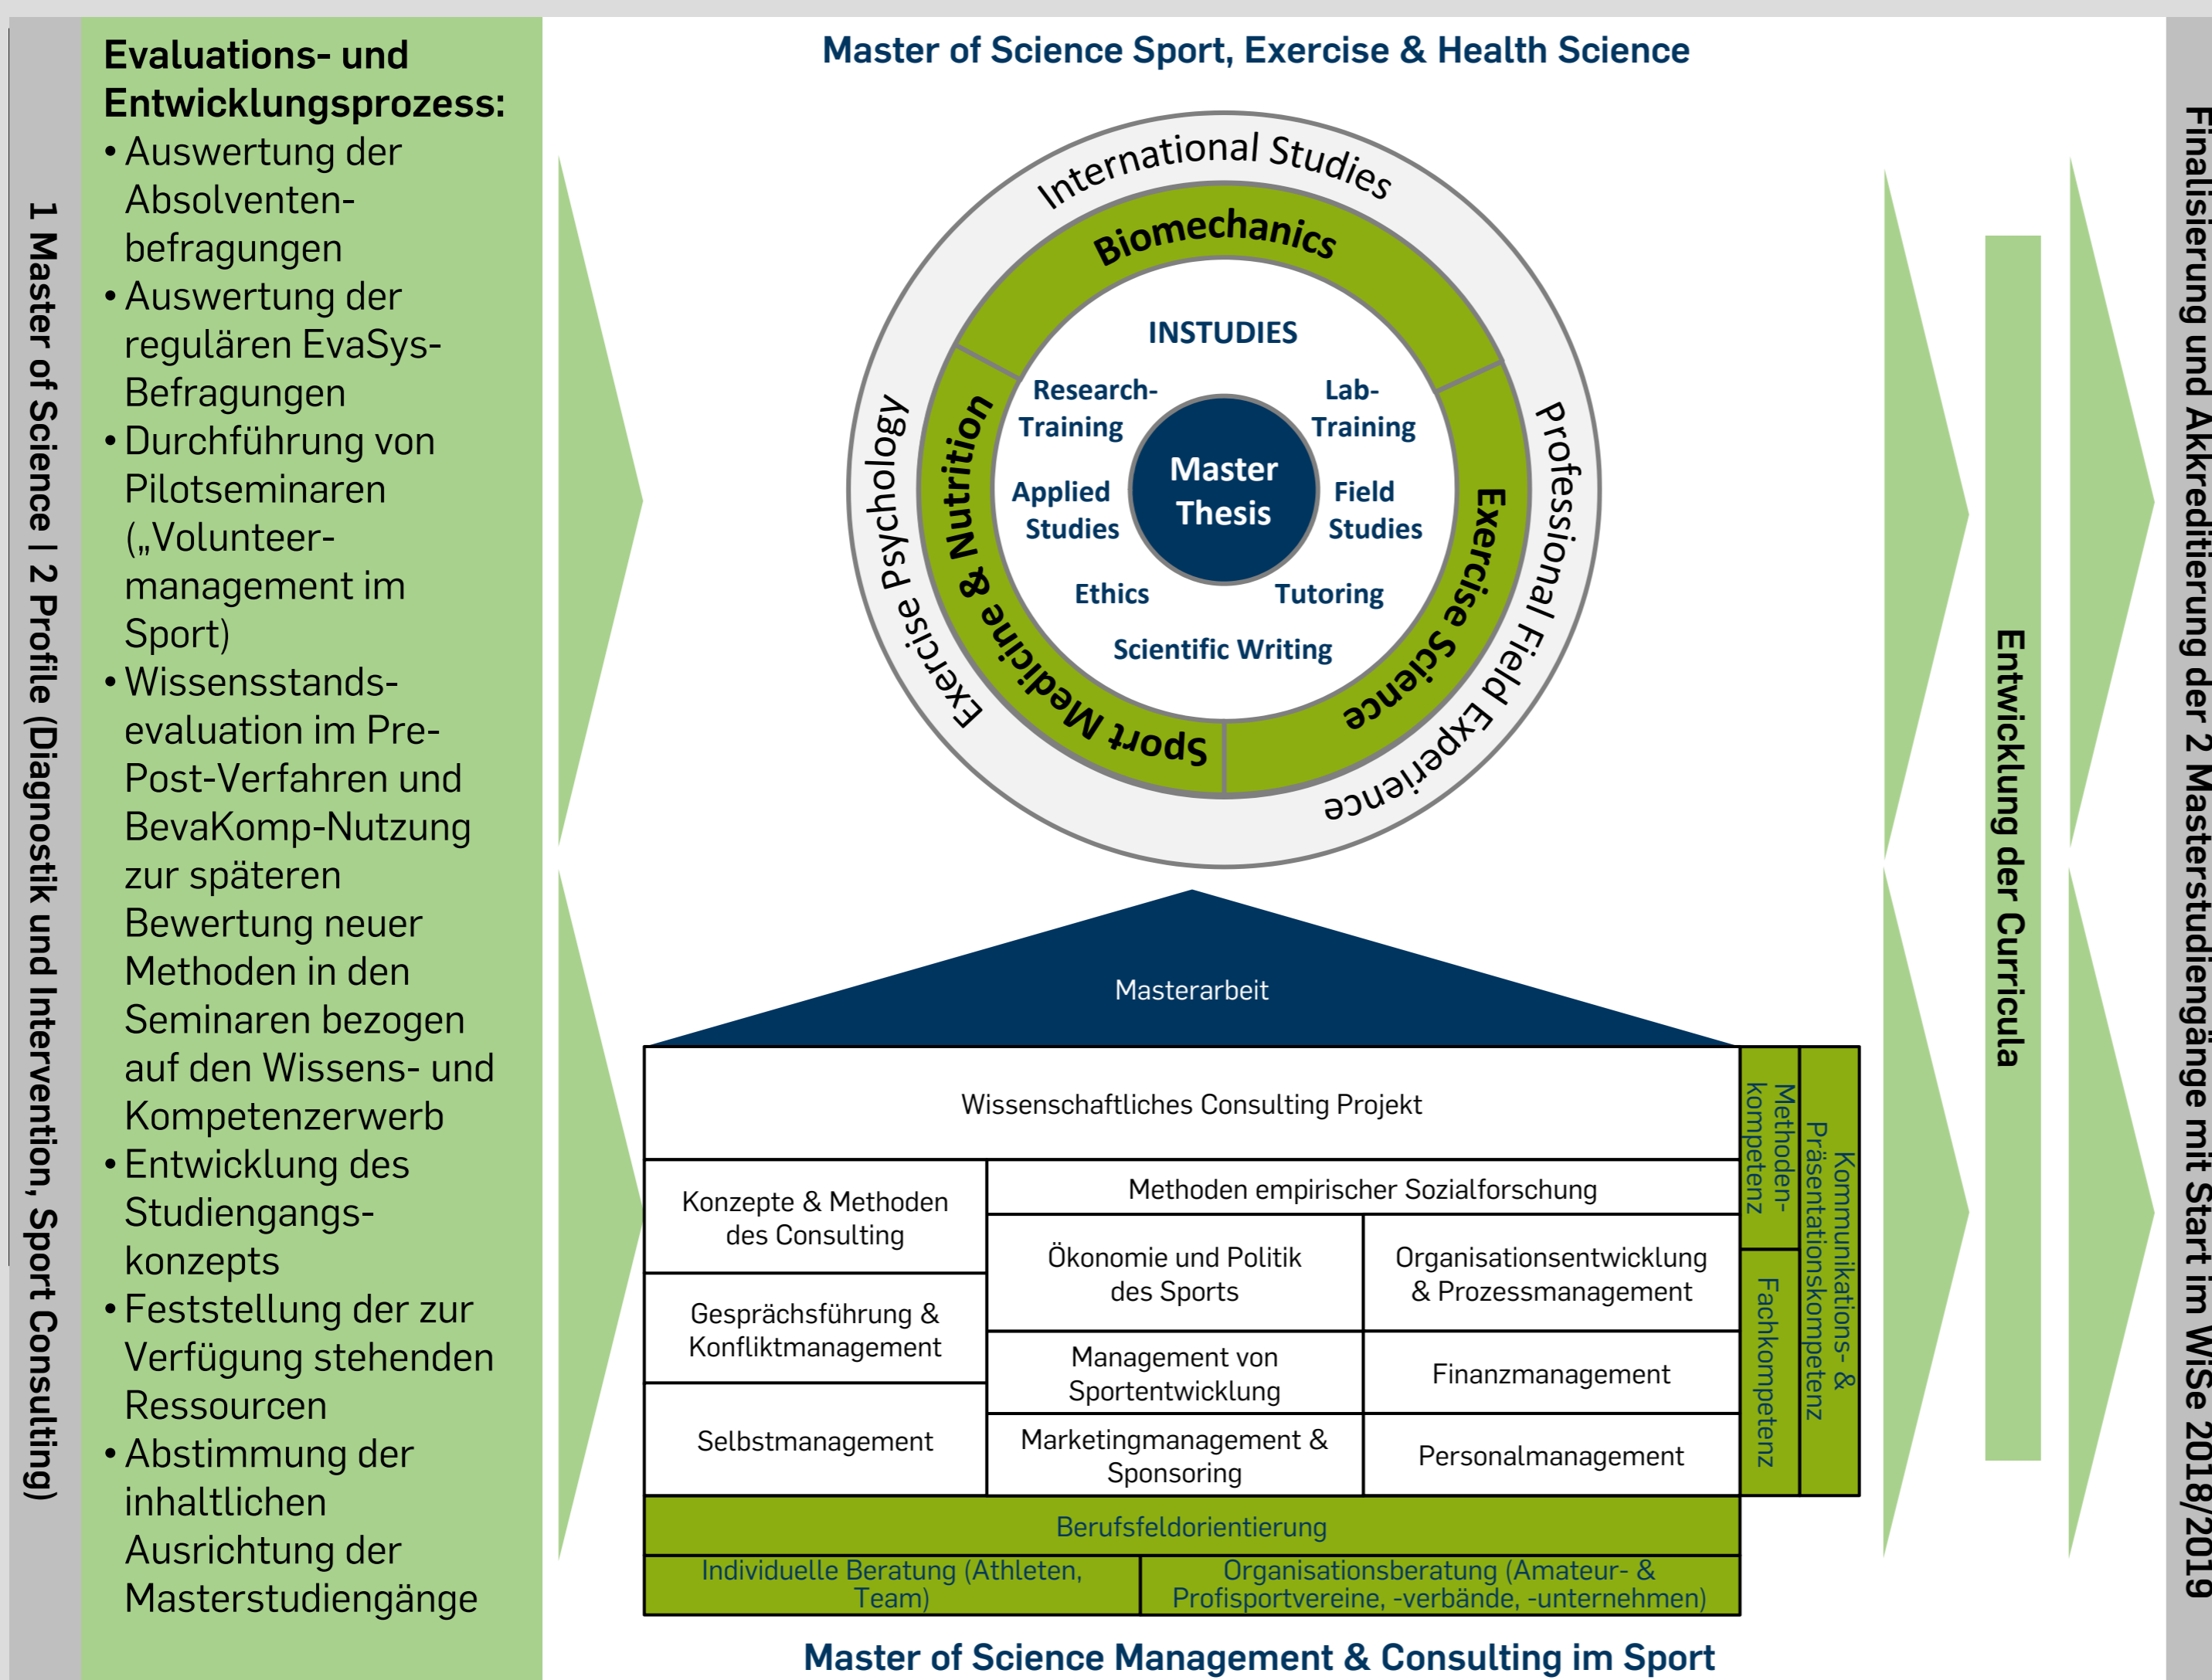 1 Master of Science | 2 Profile (Diagnostik und Intervention, Sport Consulting)
Evaluations- und
Entwicklungsprozess:
• Auswertung der
Absolventen-
befragungen
• Auswertung der
regulären EvaSys-
Befragungen
• Durchführung von
Pilotseminaren
(„Volunteer-
management im
Sport)
• Wissensstands-
evaluation im Pre-
Post-Verfahren und
BevaKomp-Nutzung
zur späteren
Bewertung neuer
Methoden in den
Seminaren bezogen
auf den Wissens- und
Kompetenzerwerb
• Entwicklung des
Studiengangs-
konzepts
• Feststellung der zur
Verfügung stehenden
Ressourcen
• Abstimmung der
inhaltlichen
Ausrichtung der
Masterstudiengänge
Master of Science Sport, Exercise & Health Science
International Studies
Professional Field Experience
Exercise Psychology
Biomechanics
Exercise Science
Sport Medicine & Nutrition
INSTUDIES
Research-
Training
Lab-
Training
Applied
Studies
Field
Studies
Ethics
Tutoring
Scientific Writing
Master
Thesis
Masterarbeit
Wissenschaftliches Consulting Projekt
Konzepte & Methoden
des Consulting
Methoden empirischer Sozialforschung
Ökonomie und Politik
des Sports
Organisationsentwicklung
& Prozessmanagement
Gesprächsführung &
Konfliktmanagement
Management von
Sportentwicklung
Finanzmanagement
Selbstmanagement
Marketingmanagement &
Sponsoring
Personalmanagement
Methoden-
kompetenz
Fachkompetenz
Kommunikations- &
Präsentationskompetenz
Berufsfeldorientierung
Individuelle Beratung (Athleten,
Team)
Organisationsberatung (Amateur- &
Profisportvereine, -verbände, -unternehmen)
Master of Science Management & Consulting im Sport
Entwicklung der Curricula
Finalisierung und Akkreditierung der 2 Masterstudiengänge mit Start im WiSe 2018/2019